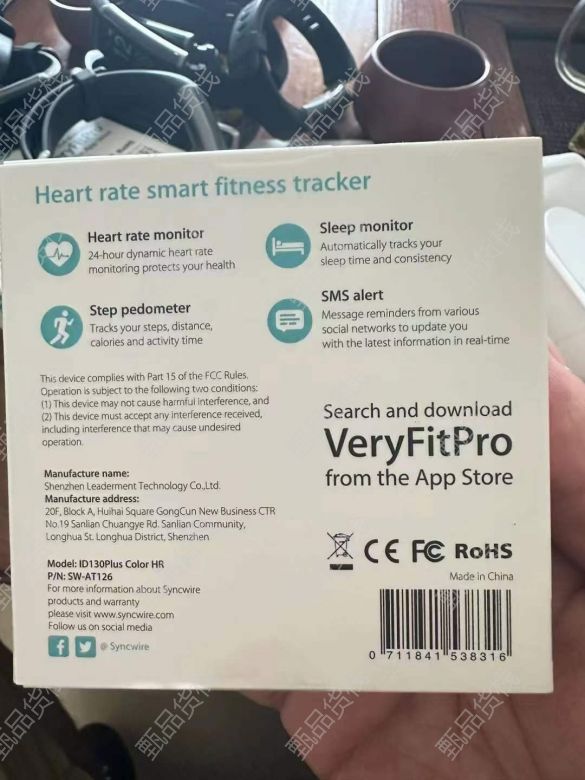 Heart rate smart fitness tracker
Heart rate monitor
24-hour dynamic heart rate
monitoring protects your health
Sleep monitor
Automatically tracks your
sleep time and consistency
Step pedometer
Tracks your steps, distance,
calories and activity time
SMS alert
Message reminders from various
social networks to update you
with the latest information in real-time
This device complies with Part 15 of the FCC Rules.
Operation is subject to the following two conditions:
(1) This device may not cause harmful interference, and
(2) This device must accept any interference received,
including interference that may cause undesired
operation.
Search and download
VeryFitPro
from the App Store
Manufacture name:
Shenzhen Leaderment Technology Co.,Ltd.
Manufacture address:
20F, Block A, Huihai Square GongCun New Business CTR
No.19 Sanlian Chuangye Rd. Sanlian Community,
Longhua St. Longhua District, Shenzhen
Model: ID130Plus Color HR
P/N: SW-AT126
For more information about Syncwire
products and warranty
please visit www.syncwire.com
Follow us on social media
@ Syncwire
CE FC RoHS
Made in China
0 711841 538316
甄品货栈